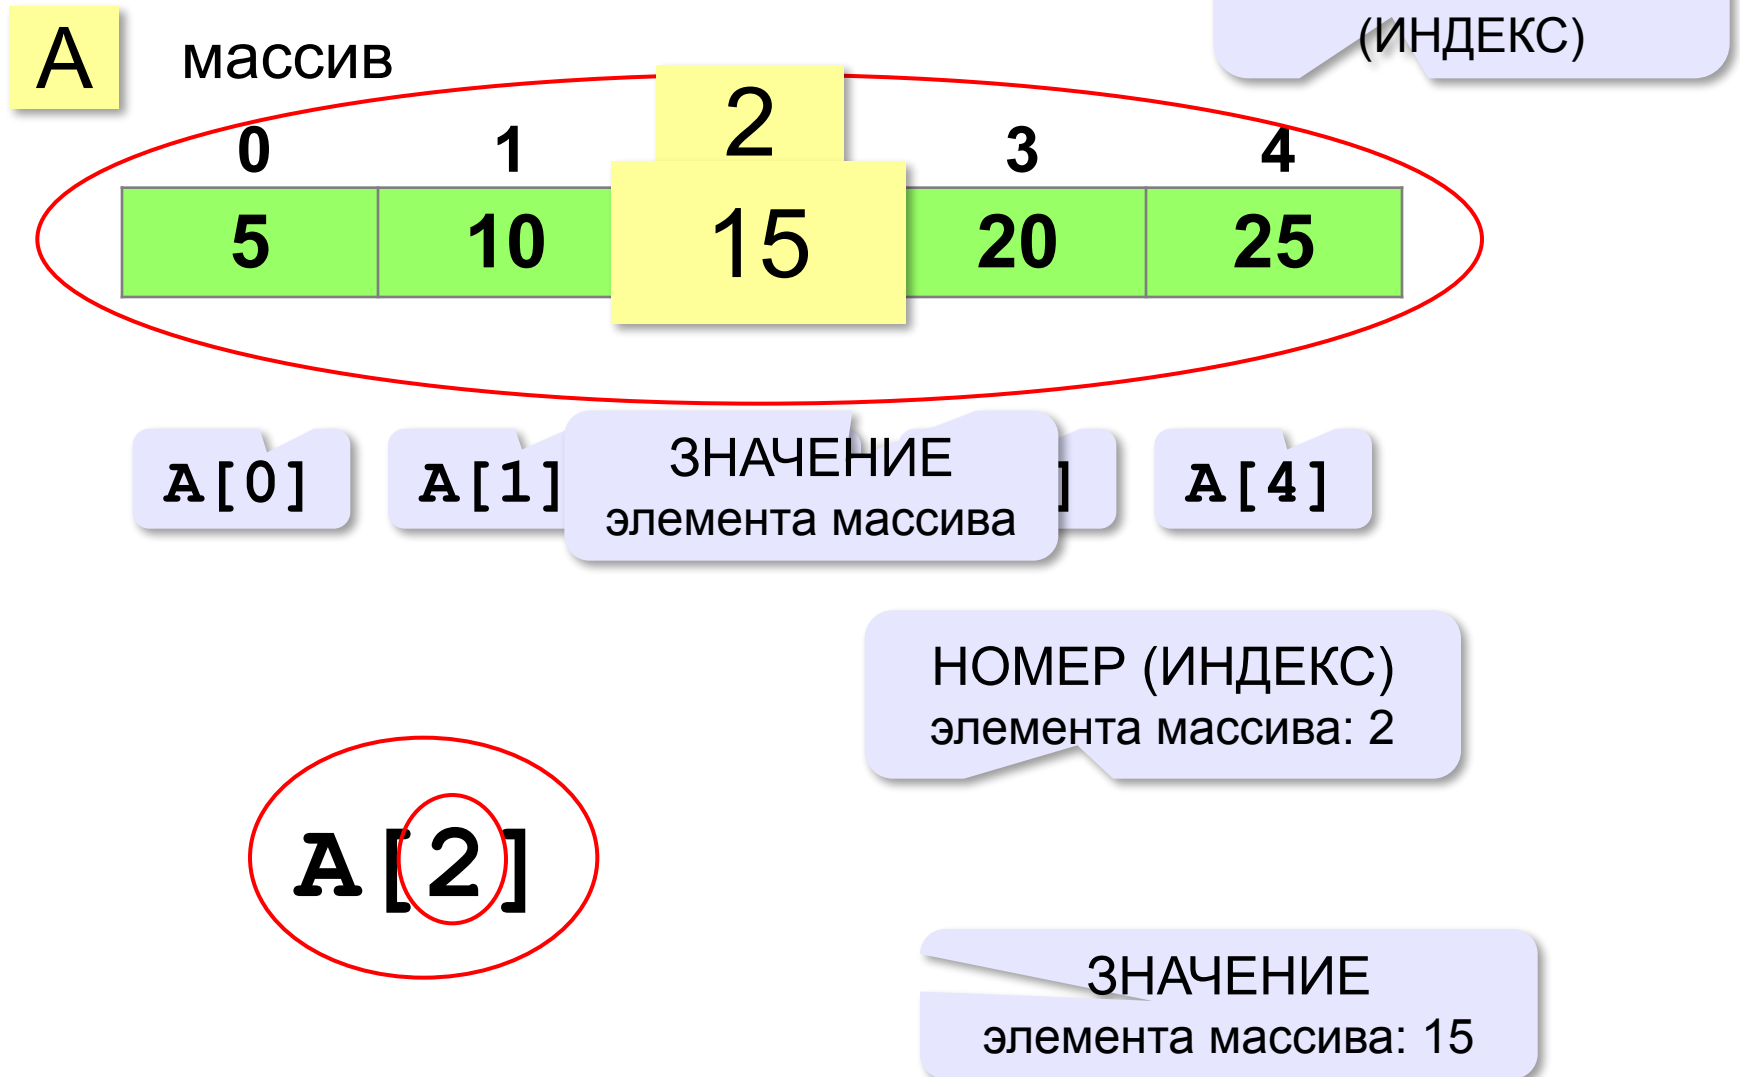 (ИНДЕКС)
A массив
0 1 2 3 4
5 10 15 20 25
A[0] A[1] ] A[4]
ЗНАЧЕНИЕ
элемента массива
НОМЕР (ИНДЕКС)
элемента массива: 2
A[2]
ЗНАЧЕНИЕ
элемента массива: 15